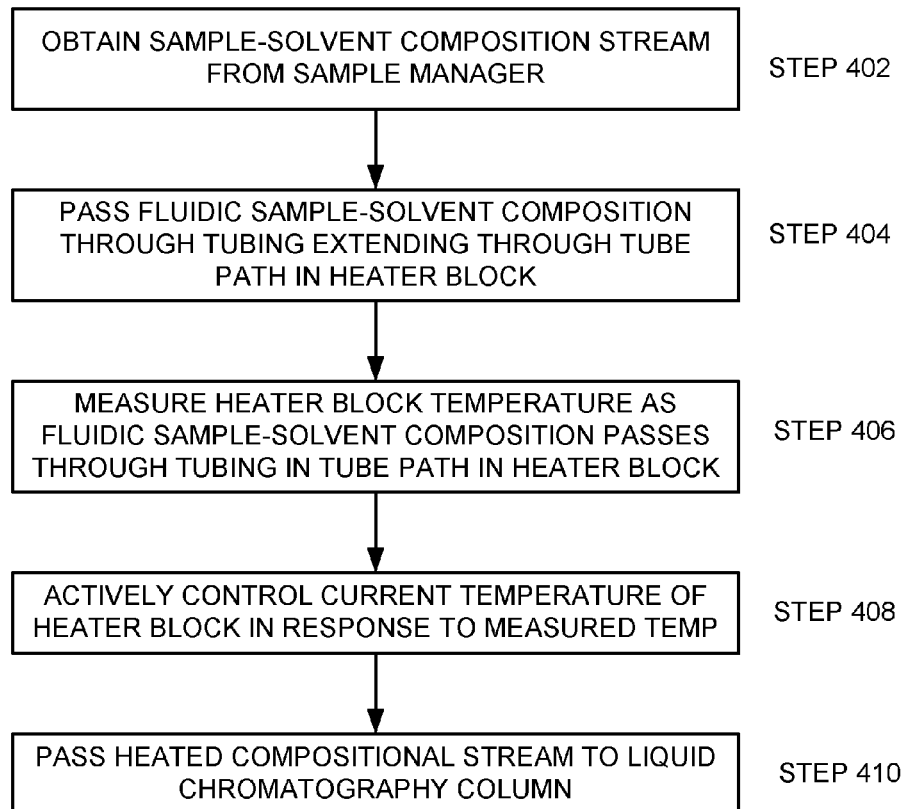 OBTAIN SAMPLE-SOLVENT COMPOSITION STREAM
FROM SAMPLE MANAGER
STEP 402
PASS FLUIDIC SAMPLE-SOLVENT COMPOSITION
THROUGH TUBING EXTENDING THROUGH TUBE
PATH IN HEATER BLOCK
STEP 404
MEASURE HEATER BLOCK TEMPERATURE AS
FLUIDIC SAMPLE-SOLVENT COMPOSITION PASSES
THROUGH TUBING IN TUBE PATH IN HEATER BLOCK
STEP 406
ACTIVELY CONTROL CURRENT TEMPERATURE OF
HEATER BLOCK IN RESPONSE TO MEASURED TEMP
STEP 408
PASS HEATED COMPOSITIONAL STREAM TO LIQUID
CHROMATOGRAPHY COLUMN
STEP 410